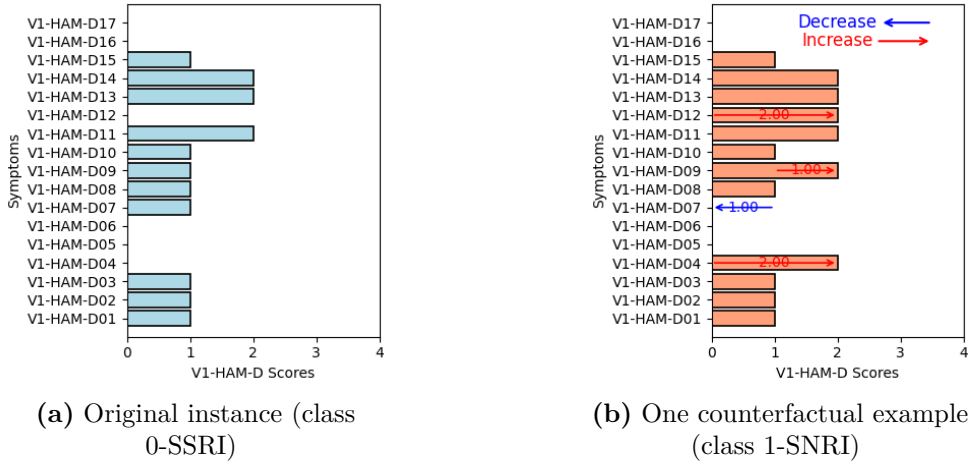 V1-HAM-D17
V1-HAM-D16
V1-HAM-D15
V1-HAM-D14
V1-HAM-D13
V1-HAM-D12
V1-HAM-D11
V1-HAM-D10
V1-HAM-D09
V1-HAM-D08
V1-HAM-D07
V1-HAM-D06
V1-HAM-D05
V1-HAM-D04
V1-HAM-D03
V1-HAM-D02
V1-HAM-D01
Symptoms
0 1 2 3 4
V1-HAM-D Scores
(a) Original instance (class
0-SSRI)
Decrease
Increase
V1-HAM-D17
V1-HAM-D16
V1-HAM-D15
V1-HAM-D14
V1-HAM-D13
V1-HAM-D12 2.00
V1-HAM-D11
V1-HAM-D10
V1-HAM-D09 1.00
V1-HAM-D08
V1-HAM-D07 1.00
V1-HAM-D06
V1-HAM-D05
V1-HAM-D04 2.00
V1-HAM-D03
V1-HAM-D02
V1-HAM-D01
Symptoms
0 1 2 3 4
V1-HAM-D Scores
(b) One counterfactual example
(class 1-SNRI)